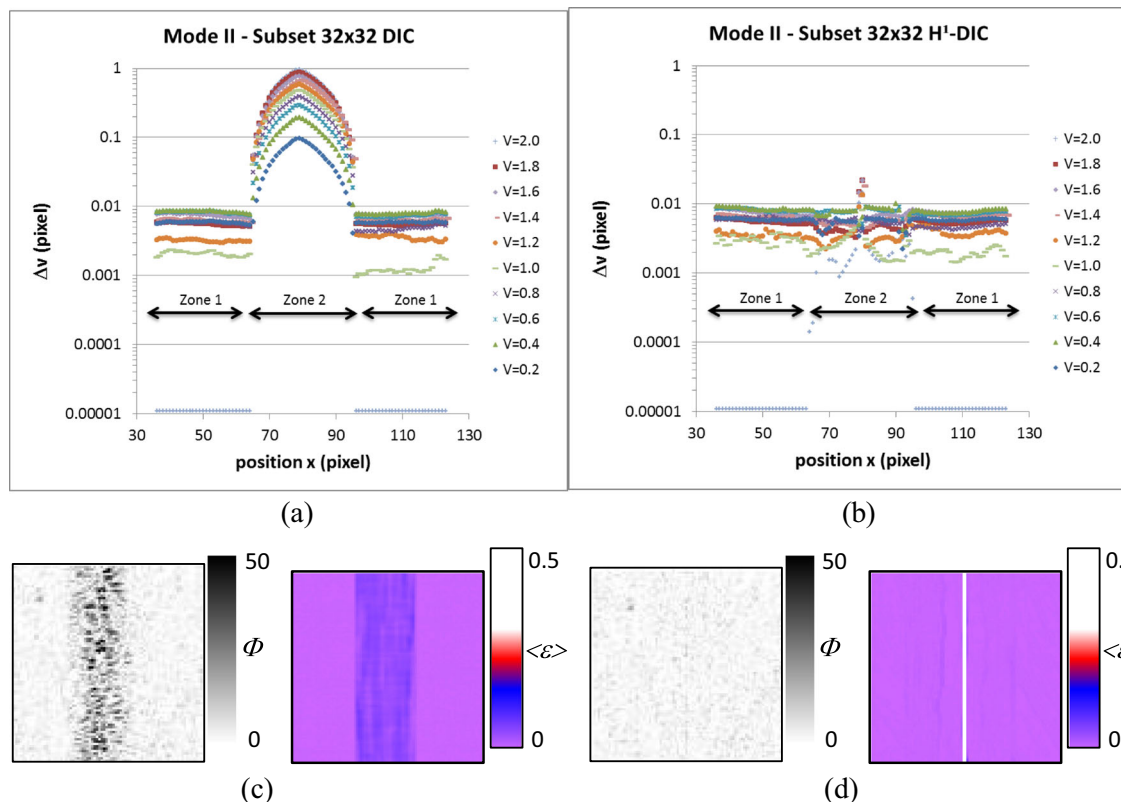 Mode II - Subset 32x32 DIC
Δv (pixel)
1
0.1
0.01
0.001
0.0001
0.00001
Zone 1
Zone 2
Zone 1
30
50
70
90
110
130
position x (pixel)
V=2.0
V=1.8
V=1.6
V=1.4
V=1.2
V=1.0
V=0.8
V=0.6
V=0.4
V=0.2
(a)
Mode II - Subset 32x32 H¹-DIC
Δv (pixel)
1
0.1
0.01
0.001
0.0001
0.00001
Zone 1
Zone 2
Zone 1
30
50
70
90
110
130
position x (pixel)
V=2.0
V=1.8
V=1.6
V=1.4
V=1.2
V=1.0
V=0.8
V=0.6
V=0.4
V=0.2
(b)
50
Φ
0
0.5
<ε>
0
(c)
50
Φ
0
0.
<ε
0
(d)